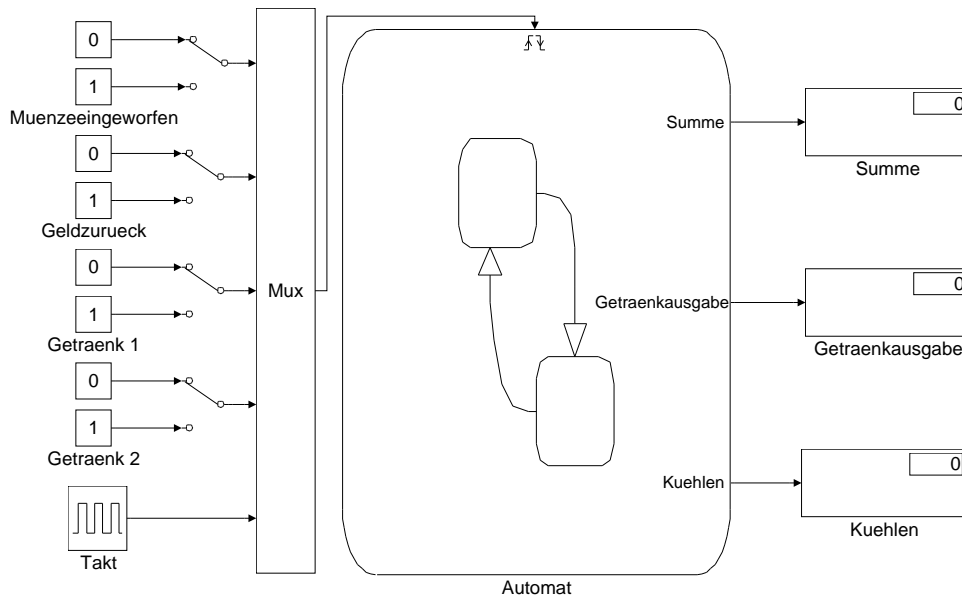 0
1
Muenzeeingeworfen
0
1
Geldzurueck
0
1
Getraenk 1
0
1
Getraenk 2
Takt
Mux
Summe
Getraenkausgabe
Kuehlen
Automat
0
Summe
0
Getraenkausgabe
0
Kuehlen